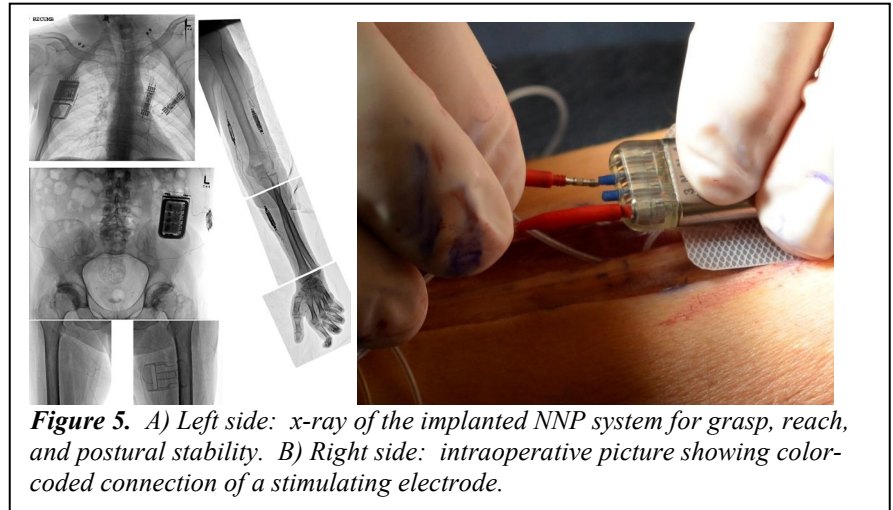 RECUMB
L
L
Figure 5. A) Left side: x-ray of the implanted NNP system for grasp, reach,
and postural stability. B) Right side: intraoperative picture showing color-
coded connection of a stimulating electrode.